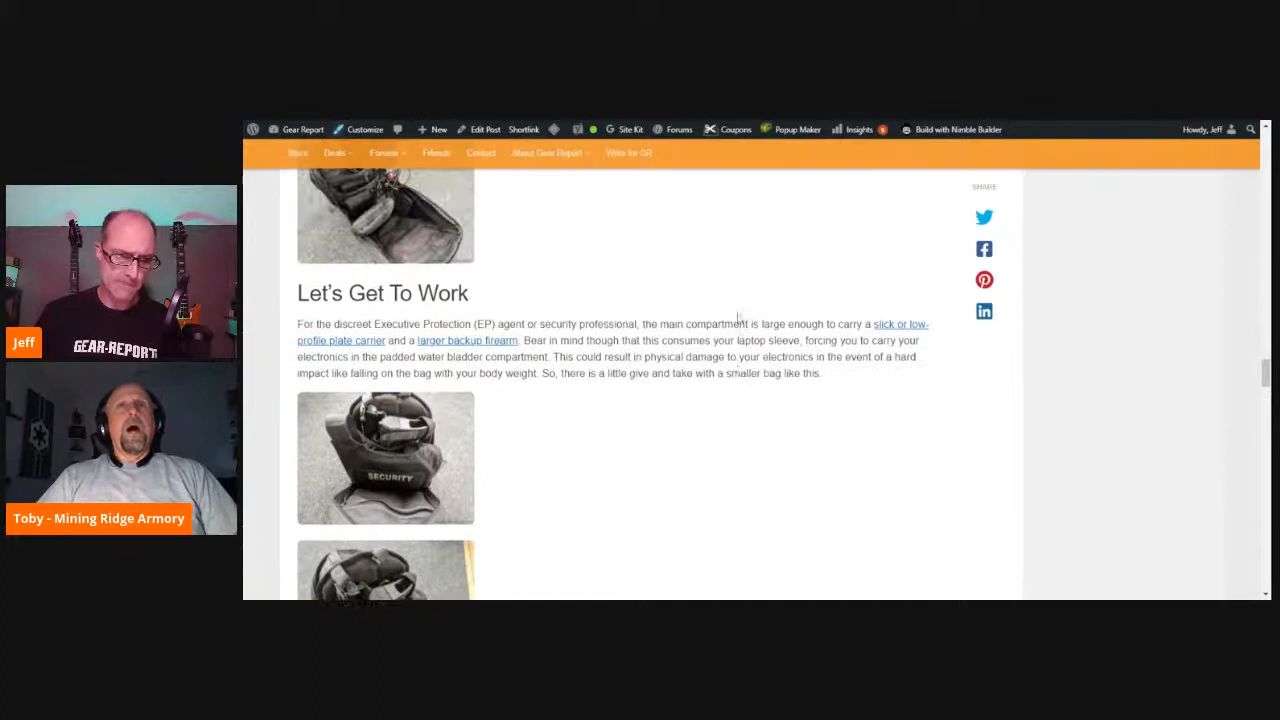 Gear Report Customize New Edit Post Shortlink Site Kit Forums Coupons Popup Maker Insights Build with Nimble Builder Howdy, Jeff
Store Deals Forums Friends Contact About Gear Report Write for GR
SHARE
Let's Get To Work
For the discreet Executive Protection (EP) agent or security professional, the main compartment is large enough to carry a slick or low-
profile plate carrier and a larger backup firearm. Bear in mind though that this consumes your laptop sleeve, forcing you to carry your
electronics in the padded water bladder compartment. This could result in physical damage to your electronics in the event of a hard
impact like falling on the bag with your body weight. So, there is a little give and take with a smaller bag like this.
SECURITY
GEAR-REPORT
Jeff
Toby - Mining Ridge Armory